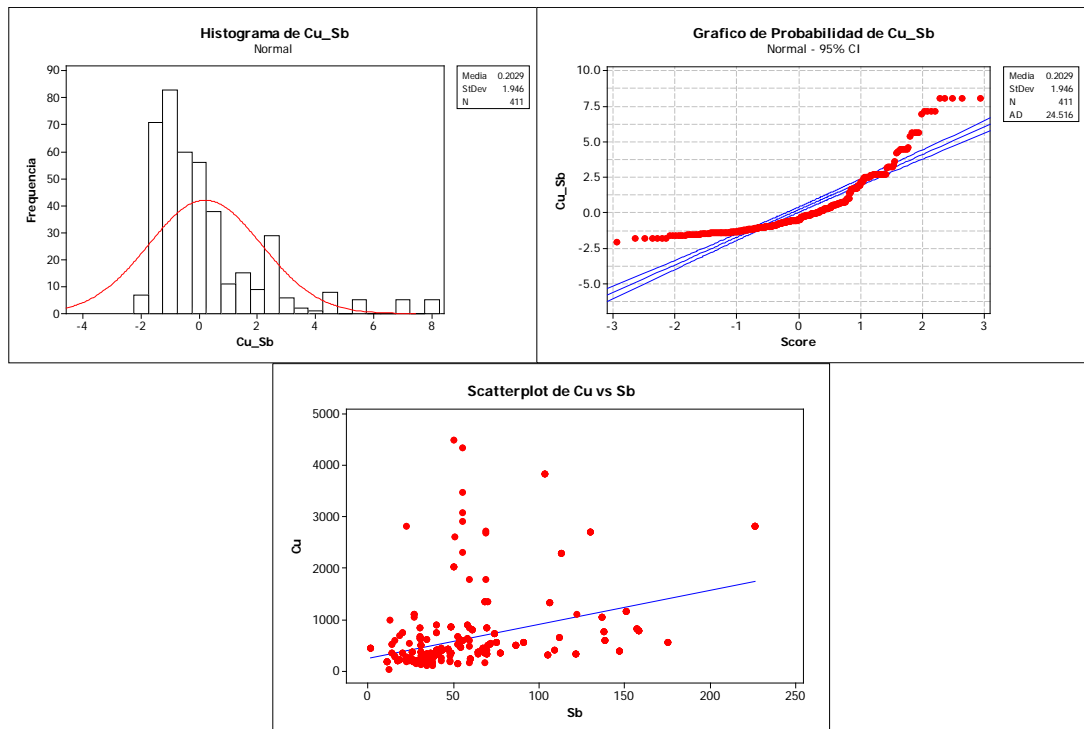 Histograma de Cu_Sb
Normal
Media 0.2029
StDev 1.946
N 411
Frequencia
90
80
70
60
50
40
30
20
10
0
-4 -2 0 2 4 6 8
Cu_Sb
Grafico de Probabilidad de Cu_Sb
Normal - 95% CI
Media 0.2029
StDev 1.946
N 411
AD 24.516
Cu_Sb
10.0
7.5
5.0
2.5
0.0
-2.5
-5.0
-3 -2 -1 0 1 2 3
Score
Scatterplot de Cu vs Sb
Cu
5000
4000
3000
2000
1000
0
0 50 100 150 200 250
Sb